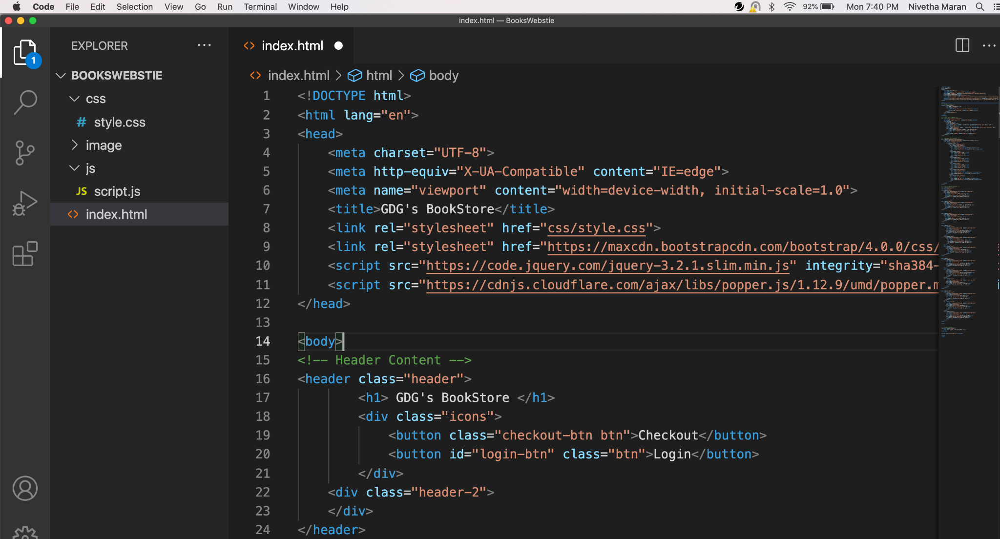 Code File Edit Selection View Go Run Terminal Window Help 92% Mon 7:40 PM Nivetha Maran
index.html — BooksWebstie
EXPLORER ···
1
BOOKSWEBSTIE
css
# style.css
image
js
JS script.js
<> index.html
<> index.html ●
···
<> index.html > html > body
1 <!DOCTYPE html>
2 <html lang="en">
3 <head>
4 <meta charset="UTF-8">
5 <meta http-equiv="X-UA-Compatible" content="IE=edge">
6 <meta name="viewport" content="width=device-width, initial-scale=1.0">
7 <title>GDG's BookStore</title>
8 <link rel="stylesheet" href="css/style.css">
9 <link rel="stylesheet" href="https://maxcdn.bootstrapcdn.com/bootstrap/4.0.0/css/
10 <script src="https://code.jquery.com/jquery-3.2.1.slim.min.js" integrity="sha384-
11 <script src="https://cdnjs.cloudflare.com/ajax/libs/popper.js/1.12.9/umd/popper.m
12 </head>
13
14 <body>
15 <!-- Header Content -->
16 <header class="header">
17 <h1> GDG's BookStore </h1>
18 <div class="icons">
19 <button class="checkout-btn btn">Checkout</button>
20 <button id="login-btn" class="btn">Login</button>
21 </div>
22 <div class="header-2">
23 </div>
24 </header>